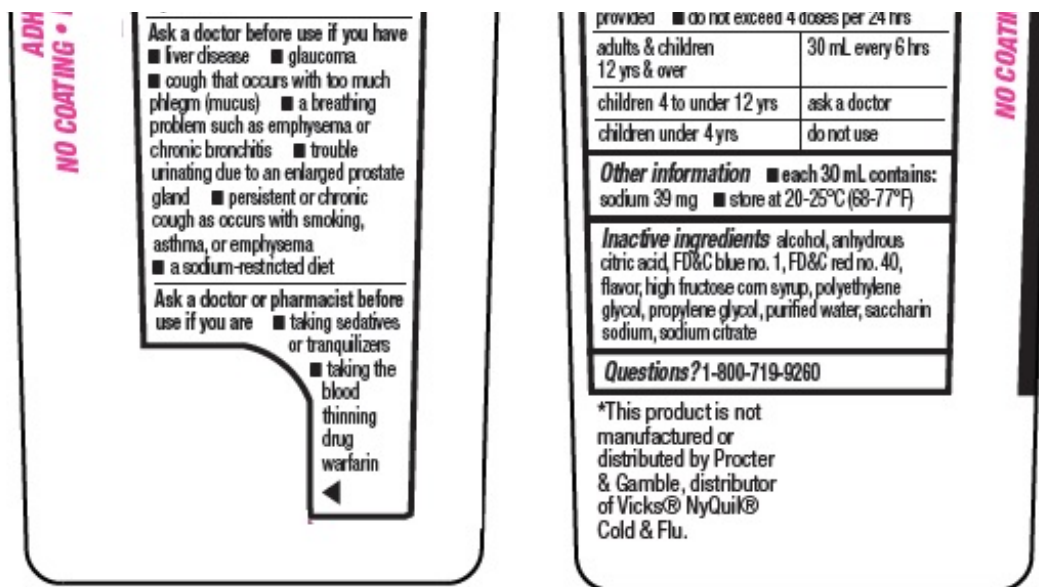 ADH
NO COATING •
Ask a doctor before use if you have
■ liver disease ■ glaucoma
■ cough that occurs with too much
phlegm (mucus) ■ a breathing
problem such as emphysema or
chronic bronchitis ■ trouble
urinating due to an enlarged prostate
gland ■ persistent or chronic
cough as occurs with smoking,
asthma, or emphysema
■ a sodium-restricted diet
Ask a doctor or pharmacist before
use if you are ■ taking sedatives
or tranquilizers
■ taking the
blood
thinning
drug
warfarin
provided ■ do not exceed 4 doses per 24 hrs
adults & children 30 mL every 6 hrs
12 yrs & over
children 4 to under 12 yrs ask a doctor
children under 4 yrs do not use
Other information ■ each 30 mL contains:
sodium 39 mg ■ store at 20-25°C (68-77°F)
Inactive ingredients alcohol, anhydrous
citric acid, FD&C blue no. 1, FD&C red no. 40,
flavor, high fructose corn syrup, polyethylene
glycol, propylene glycol, purified water, saccharin
sodium, sodium citrate
Questions? 1-800-719-9260
*This product is not
manufactured or
distributed by Procter
& Gamble, distributor
of Vicks® NyQuil®
Cold & Flu.
NO COATI